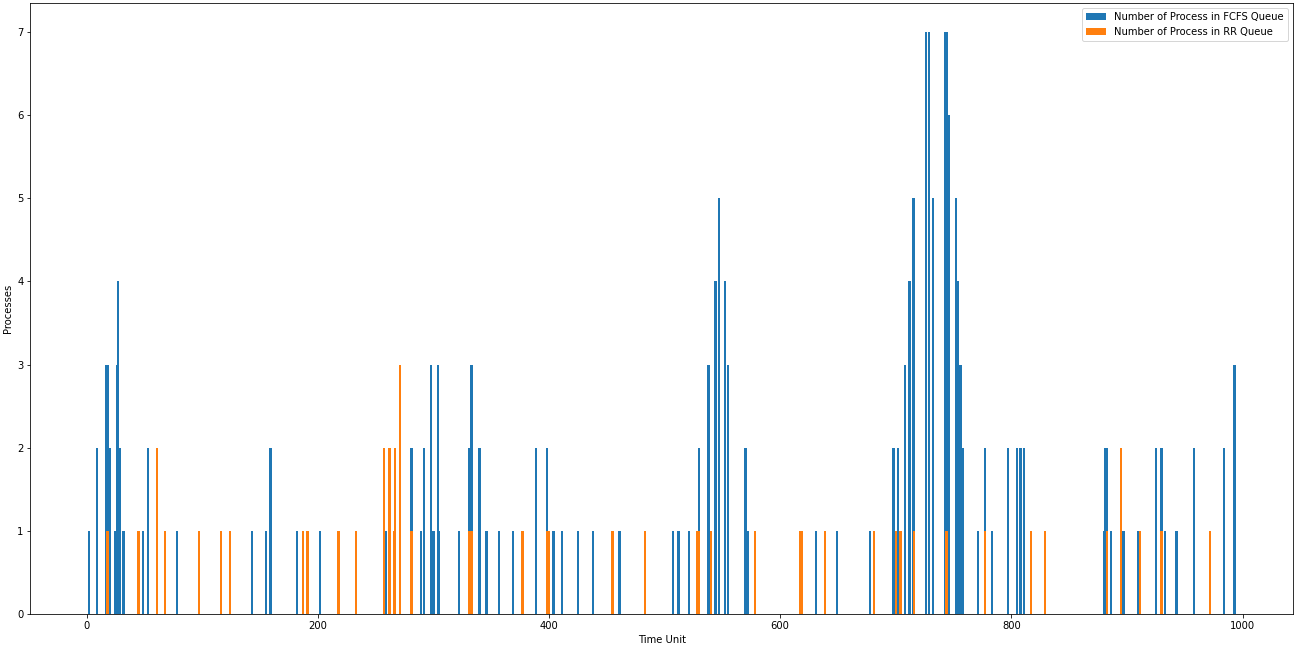 Number of Process in FCFS Queue
Number of Process in RR Queue
7
6
5
4
3
2
1
0
Processes
0 200 400 600 800 1000
Time Unit